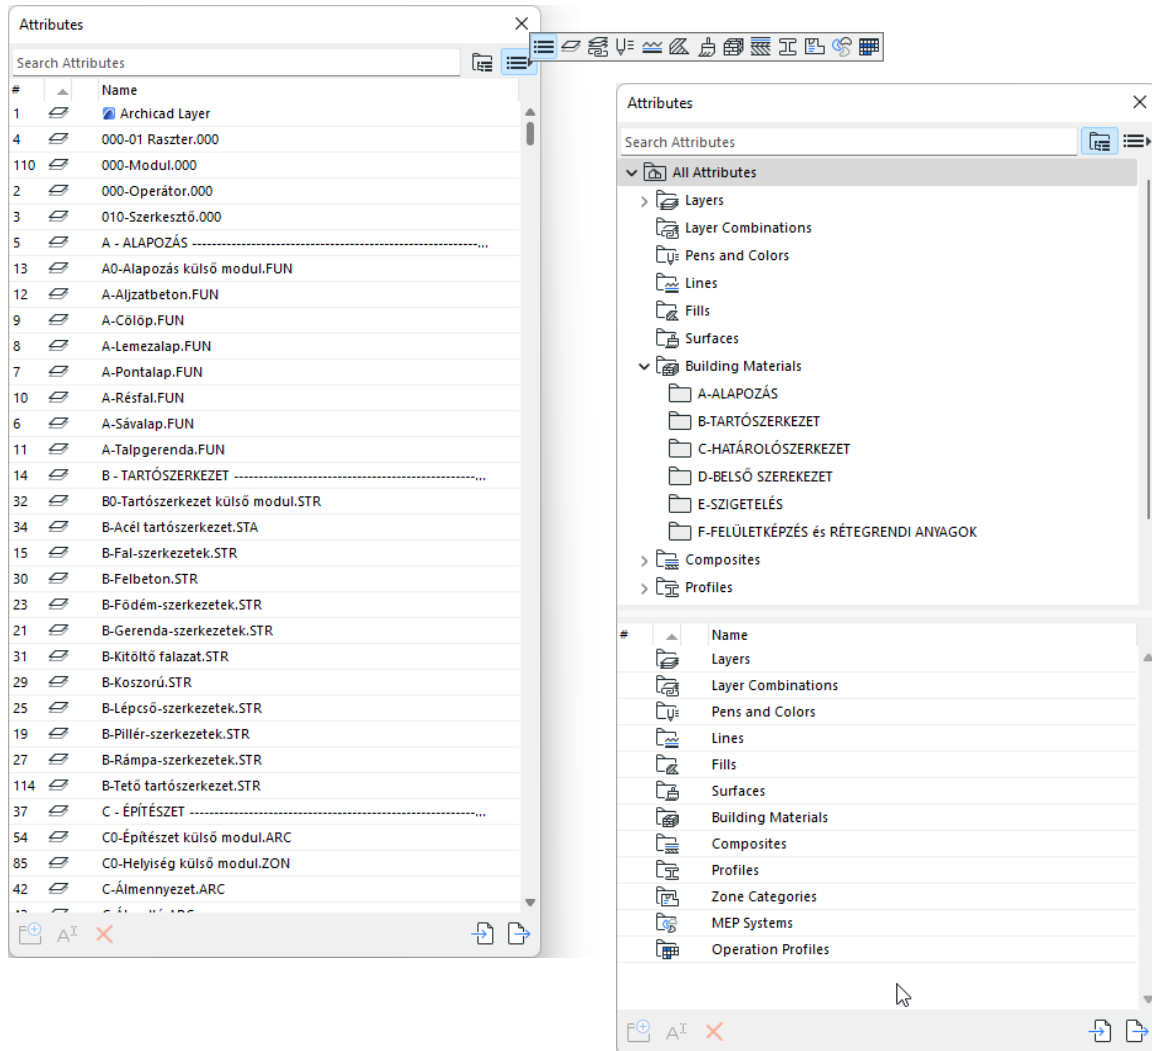 Attributes
Search Attributes
# Name
1 Archicad Layer
4 000-01 Raszter.000
110 000-Modul.000
2 000-Operátor.000
3 010-Szerkesztő.000
5 A - ALAPOZÁS ------------------------------------------------------------...
13 A0-Alapozás külső modul.FUN
12 A-Aljzatbeton.FUN
9 A-Cölöp.FUN
8 A-Lemezalap.FUN
7 A-Pontalap.FUN
10 A-Résfal.FUN
6 A-Sávalap.FUN
11 A-Talpgerenda.FUN
14 B - TARTÓSZERKEZET ---------------------------------------------------...
32 B0-Tartószerkezet külső modul.STR
34 B-Acél tartószerkezet.STA
15 B-Fal-szerkezetek.STR
30 B-Felbeton.STR
23 B-Födém-szerkezetek.STR
21 B-Gerenda-szerkezetek.STR
31 B-Kitöltő falazat.STR
29 B-Koszorú.STR
25 B-Lépcső-szerkezetek.STR
19 B-Pillér-szerkezetek.STR
27 B-Rámpa-szerkezetek.STR
114 B-Tető tartószerkezet.STR
37 C - ÉPÍTÉSZET ------------------------------------------------------------...
54 C0-Építészet külső modul.ARC
85 C0-Helyiség külső modul.ZON
42 C-Álmennyezet.ARC
Attributes
Search Attributes
All Attributes
Layers
Layer Combinations
Pens and Colors
Lines
Fills
Surfaces
Building Materials
A-ALAPOZÁS
B-TARTÓSZERKEZET
C-HATÁROLÓSZERKEZET
D-BELSŐ SZEREKEZET
E-SZIGETELÉS
F-FELÜLETKÉPZÉS és RÉTEGRENDI ANYAGOK
Composites
Profiles
# Name
Layers
Layer Combinations
Pens and Colors
Lines
Fills
Surfaces
Building Materials
Composites
Profiles
Zone Categories
MEP Systems
Operation Profiles